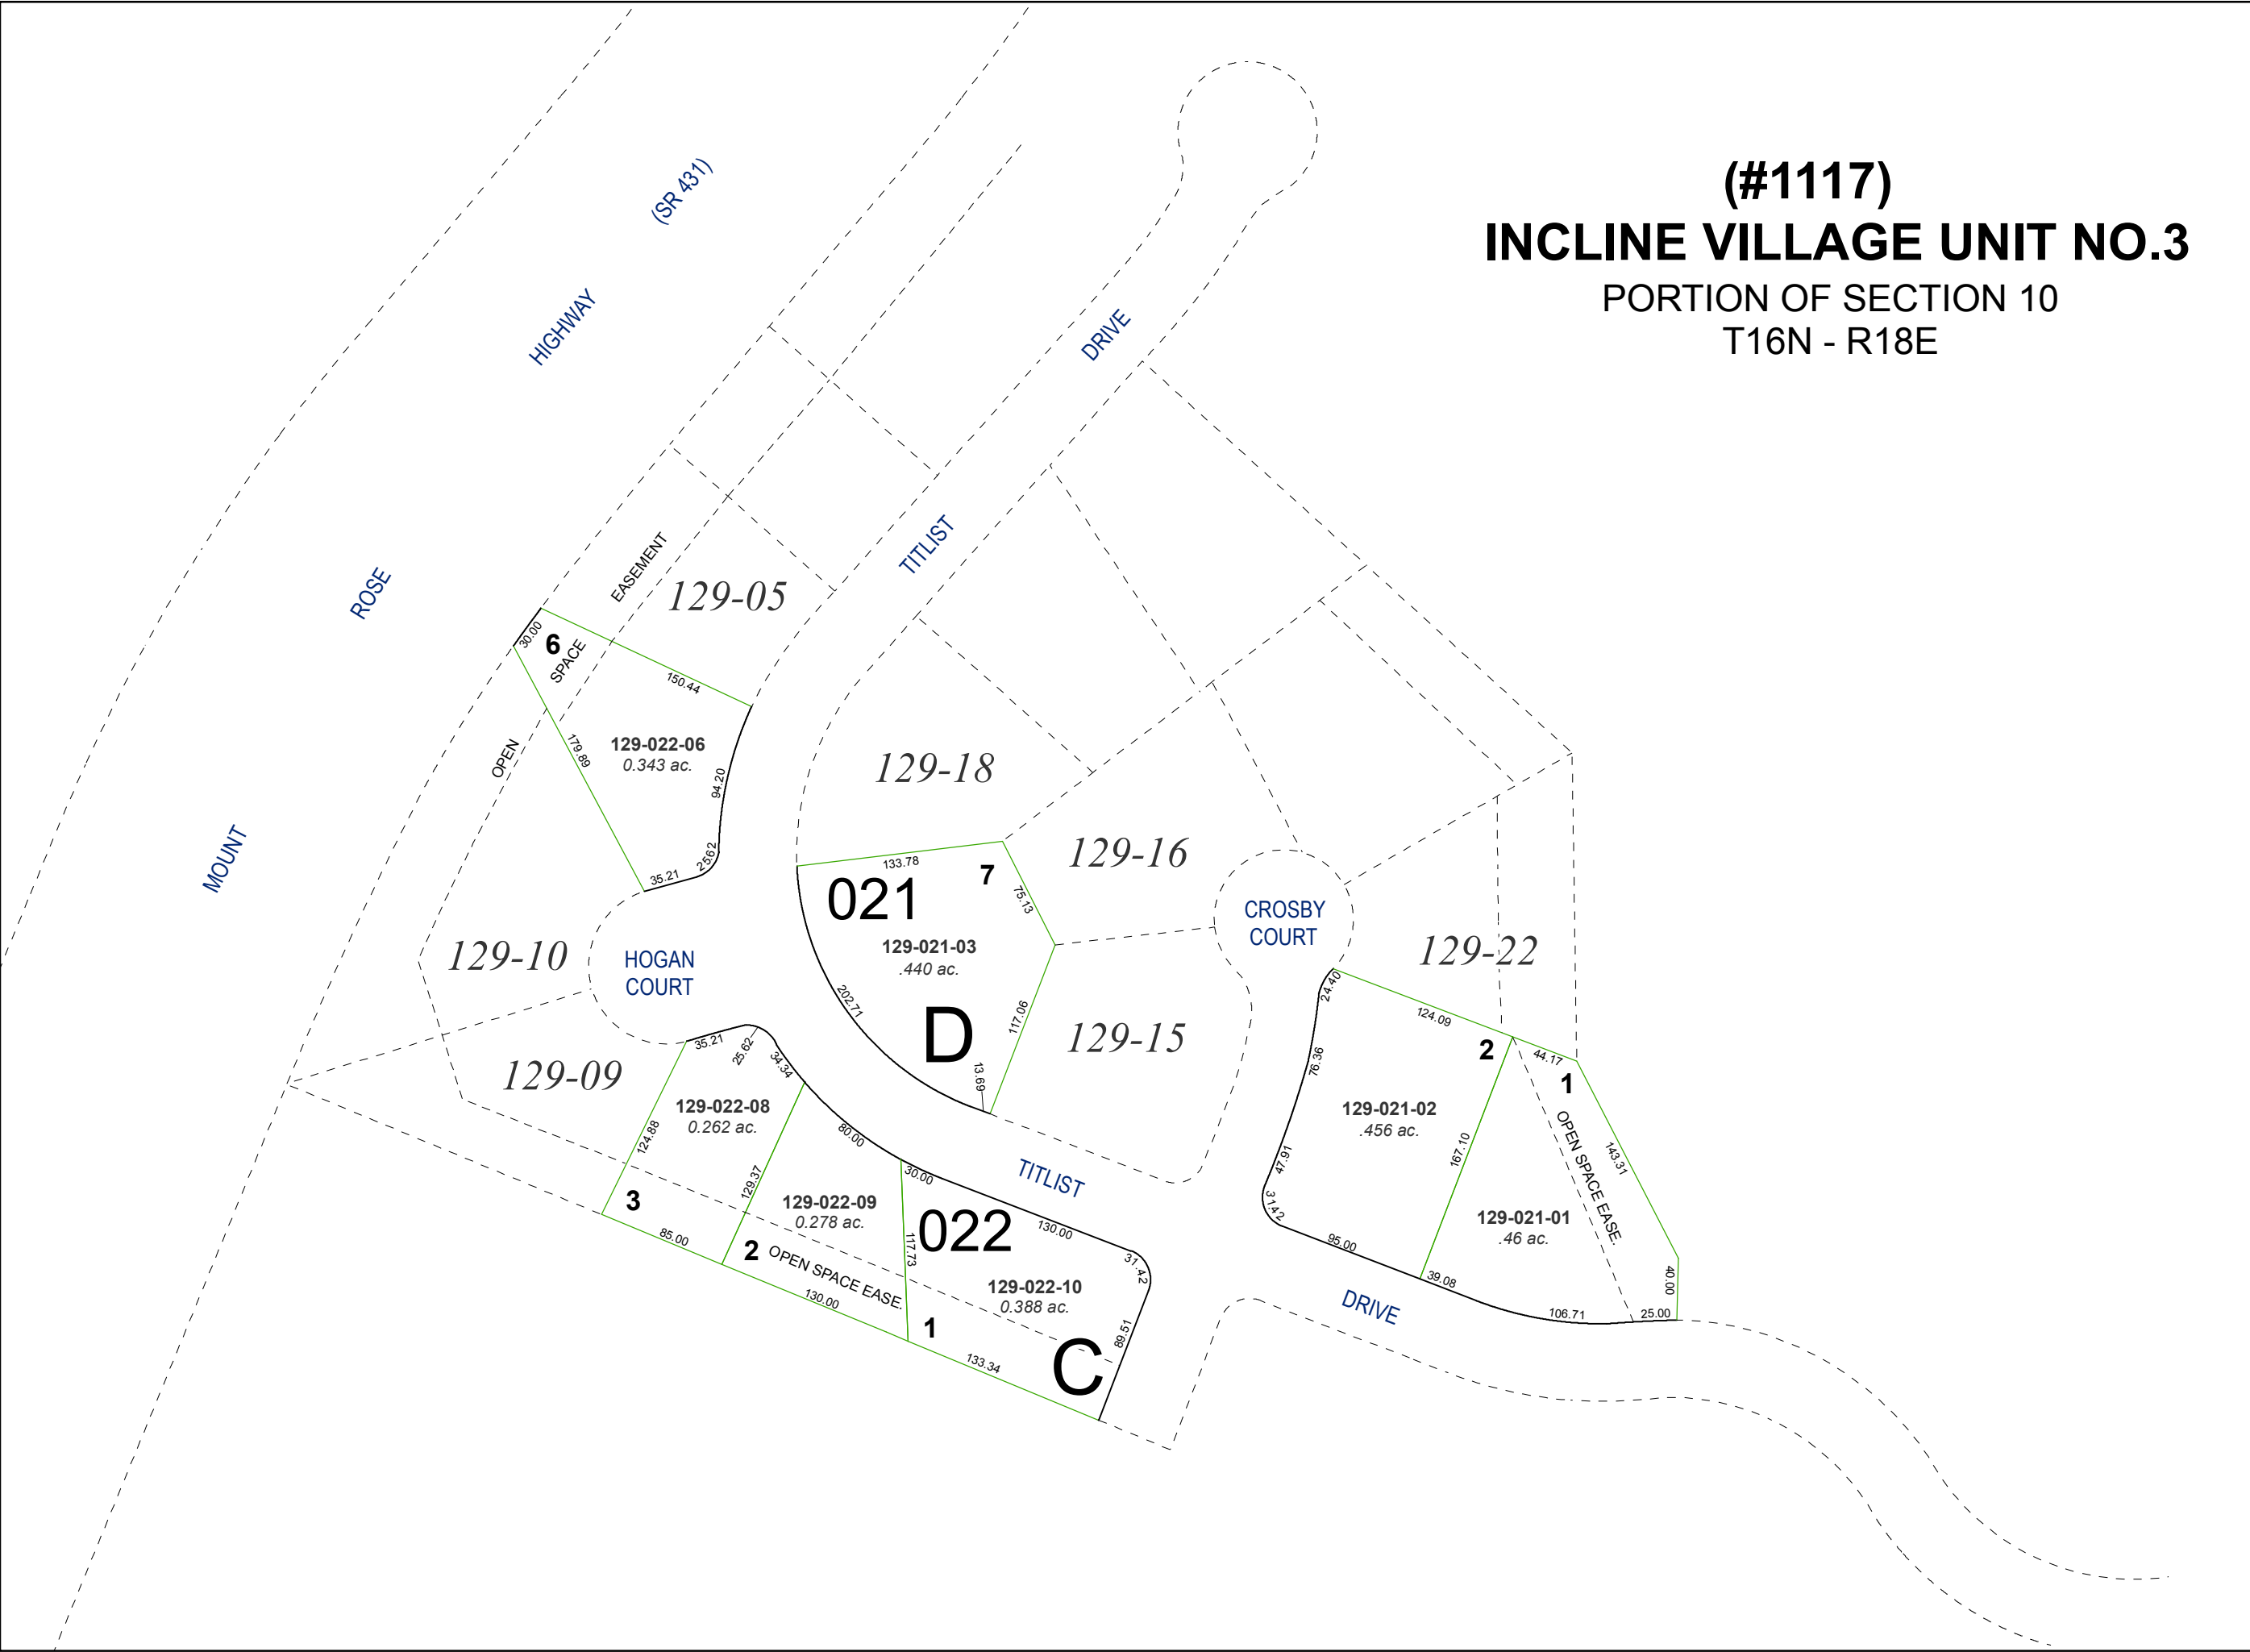 (#1117)
INCLINE VILLAGE UNIT NO.3
PORTION OF SECTION 10
T16N - R18E
(SR 431)
HIGHWAY
ROSE
MOUNT
DRIVE
TITLIST
EASEMENT
SPACE
OPEN
129-05
30.00
6
150.44
179.89
129-022-06
0.343 ac.
94.20
25.62
35.21
129-18
129-16
133.78
7
75.13
021
129-021-03
.440 ac.
202.71
D
117.06
13.69
129-15
CROSBY
COURT
129-22
129-10
HOGAN
COURT
129-09
35.21
25.62
34.34
129-022-08
0.262 ac.
124.88
3
85.00
129.37
80.00
129-022-09
0.278 ac.
2
OPEN SPACE EASE.
130.00
117.73
30.00
022
130.00
31.42
129-022-10
0.388 ac.
89.51
1
C
133.34
TITLIST
DRIVE
24.40
124.09
76.36
2
44.17
1
129-021-02
.456 ac.
47.91
31.42
167.10
95.00
OPEN SPACE EASE.
143.31
129-021-01
.46 ac.
39.08
106.71
25.00
40.00